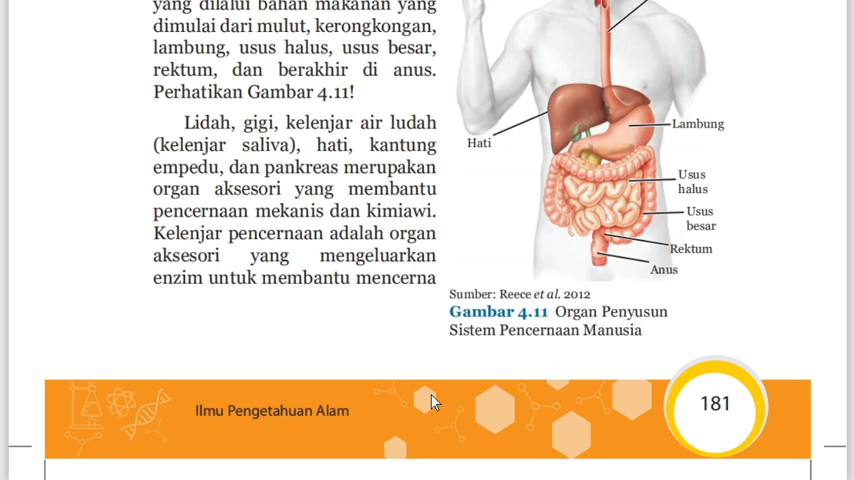 yang dilalui bahan makanan yang
dimulai dari mulut, kerongkongan,
lambung, usus halus, usus besar,
rektum, dan berakhir di anus.
Perhatikan Gambar 4.11!
Lidah, gigi, kelenjar air ludah
(kelenjar saliva), hati, kantung
empedu, dan pankreas merupakan
organ aksesori yang membantu
pencernaan mekanis dan kimiawi.
Kelenjar pencernaan adalah organ
aksesori yang mengeluarkan
enzim untuk membantu mencerna
Hati
Lambung
Usus
halus
Usus
besar
Rektum
Anus
Sumber: Reece et al. 2012
Gambar 4.11 Organ Penyusun
Sistem Pencernaan Manusia
Ilmu Pengetahuan Alam
181